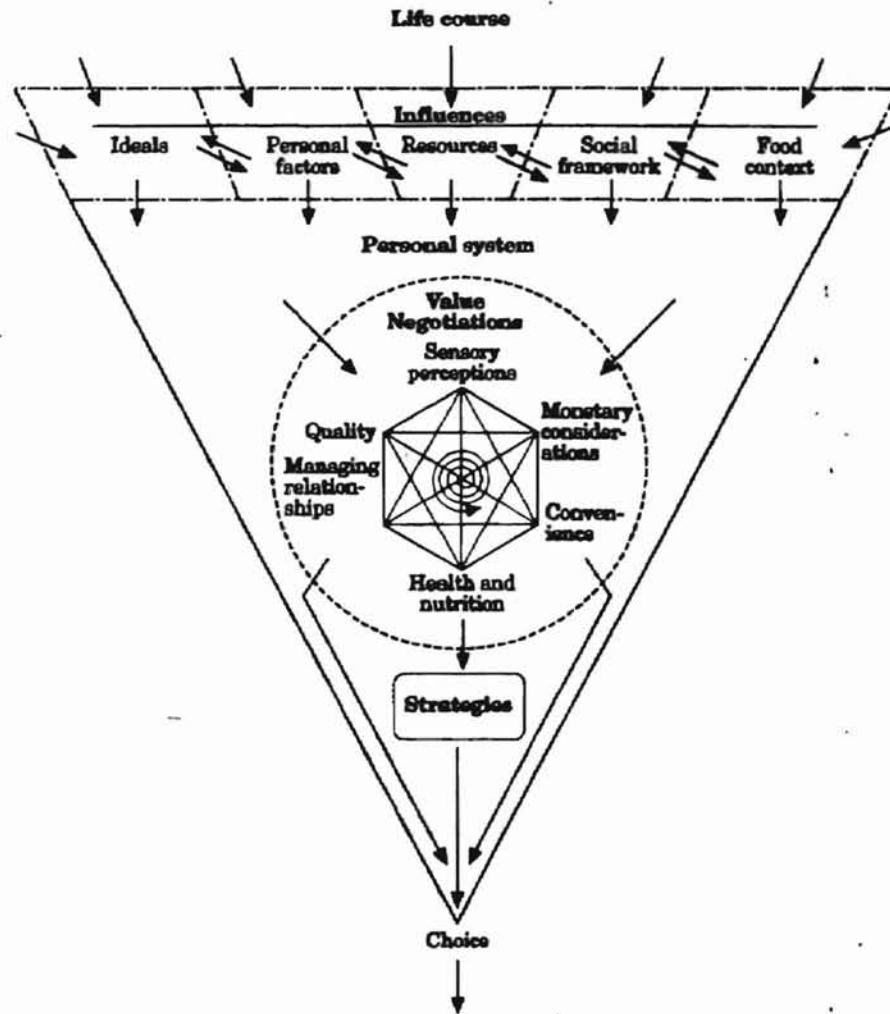 Life course
Influences
Ideals
Personal
factors
Resources
Social
framework
Food
context
Personal system
Value
Negotiations
Sensory
perceptions
Quality
Monetary
consider-
ations
Managing
relation-
ships
Conven-
ience
Health and
nutrition
Strategies
Choice